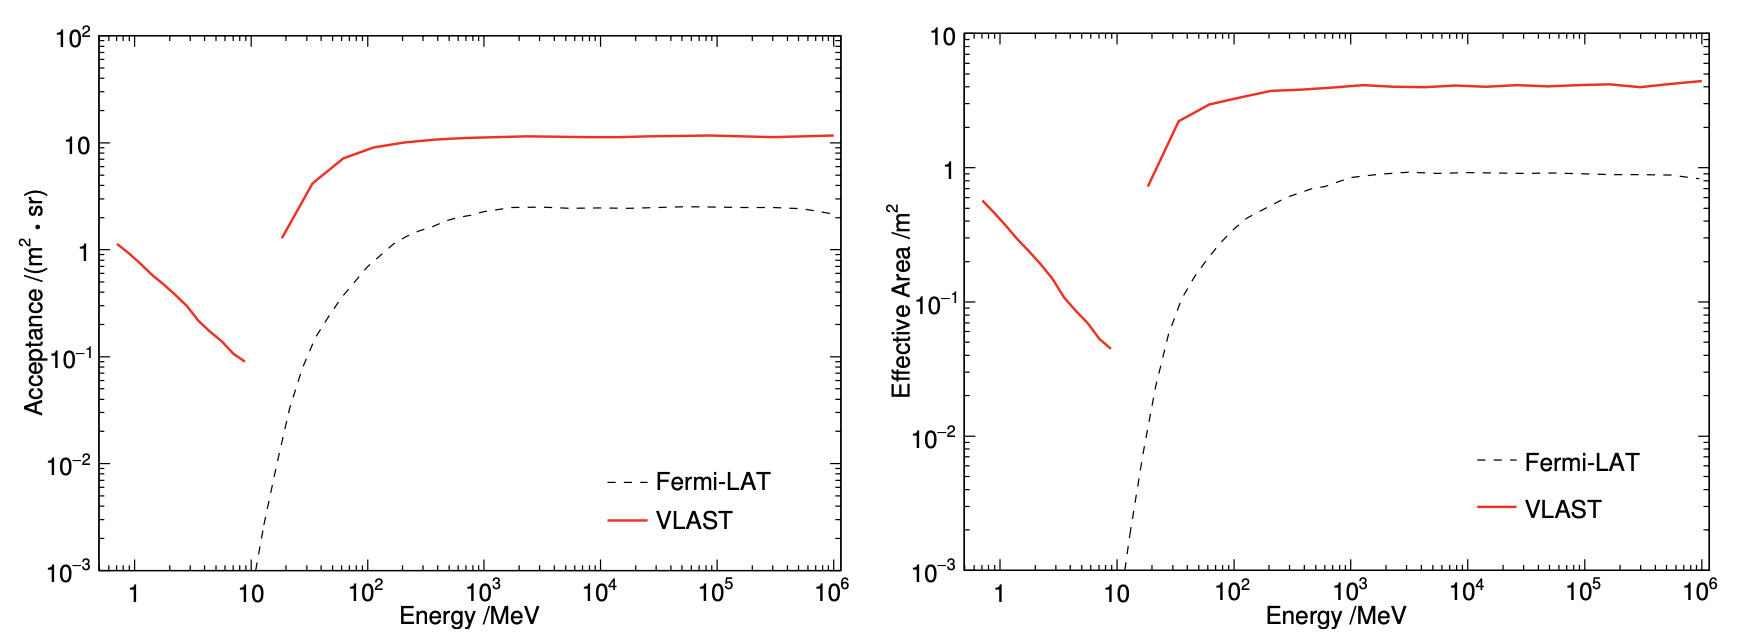 10²
10
1
10⁻¹
10⁻²
10⁻³
Acceptance /(m² • sr)
1 10 10² 10³ 10⁴ 10⁵ 10⁶
Energy /MeV
Fermi-LAT
VLAST
10
1
10⁻¹
10⁻²
10⁻³
Effective Area /m²
1 10 10² 10³ 10⁴ 10⁵ 10⁶
Energy /MeV
Fermi-LAT
VLAST